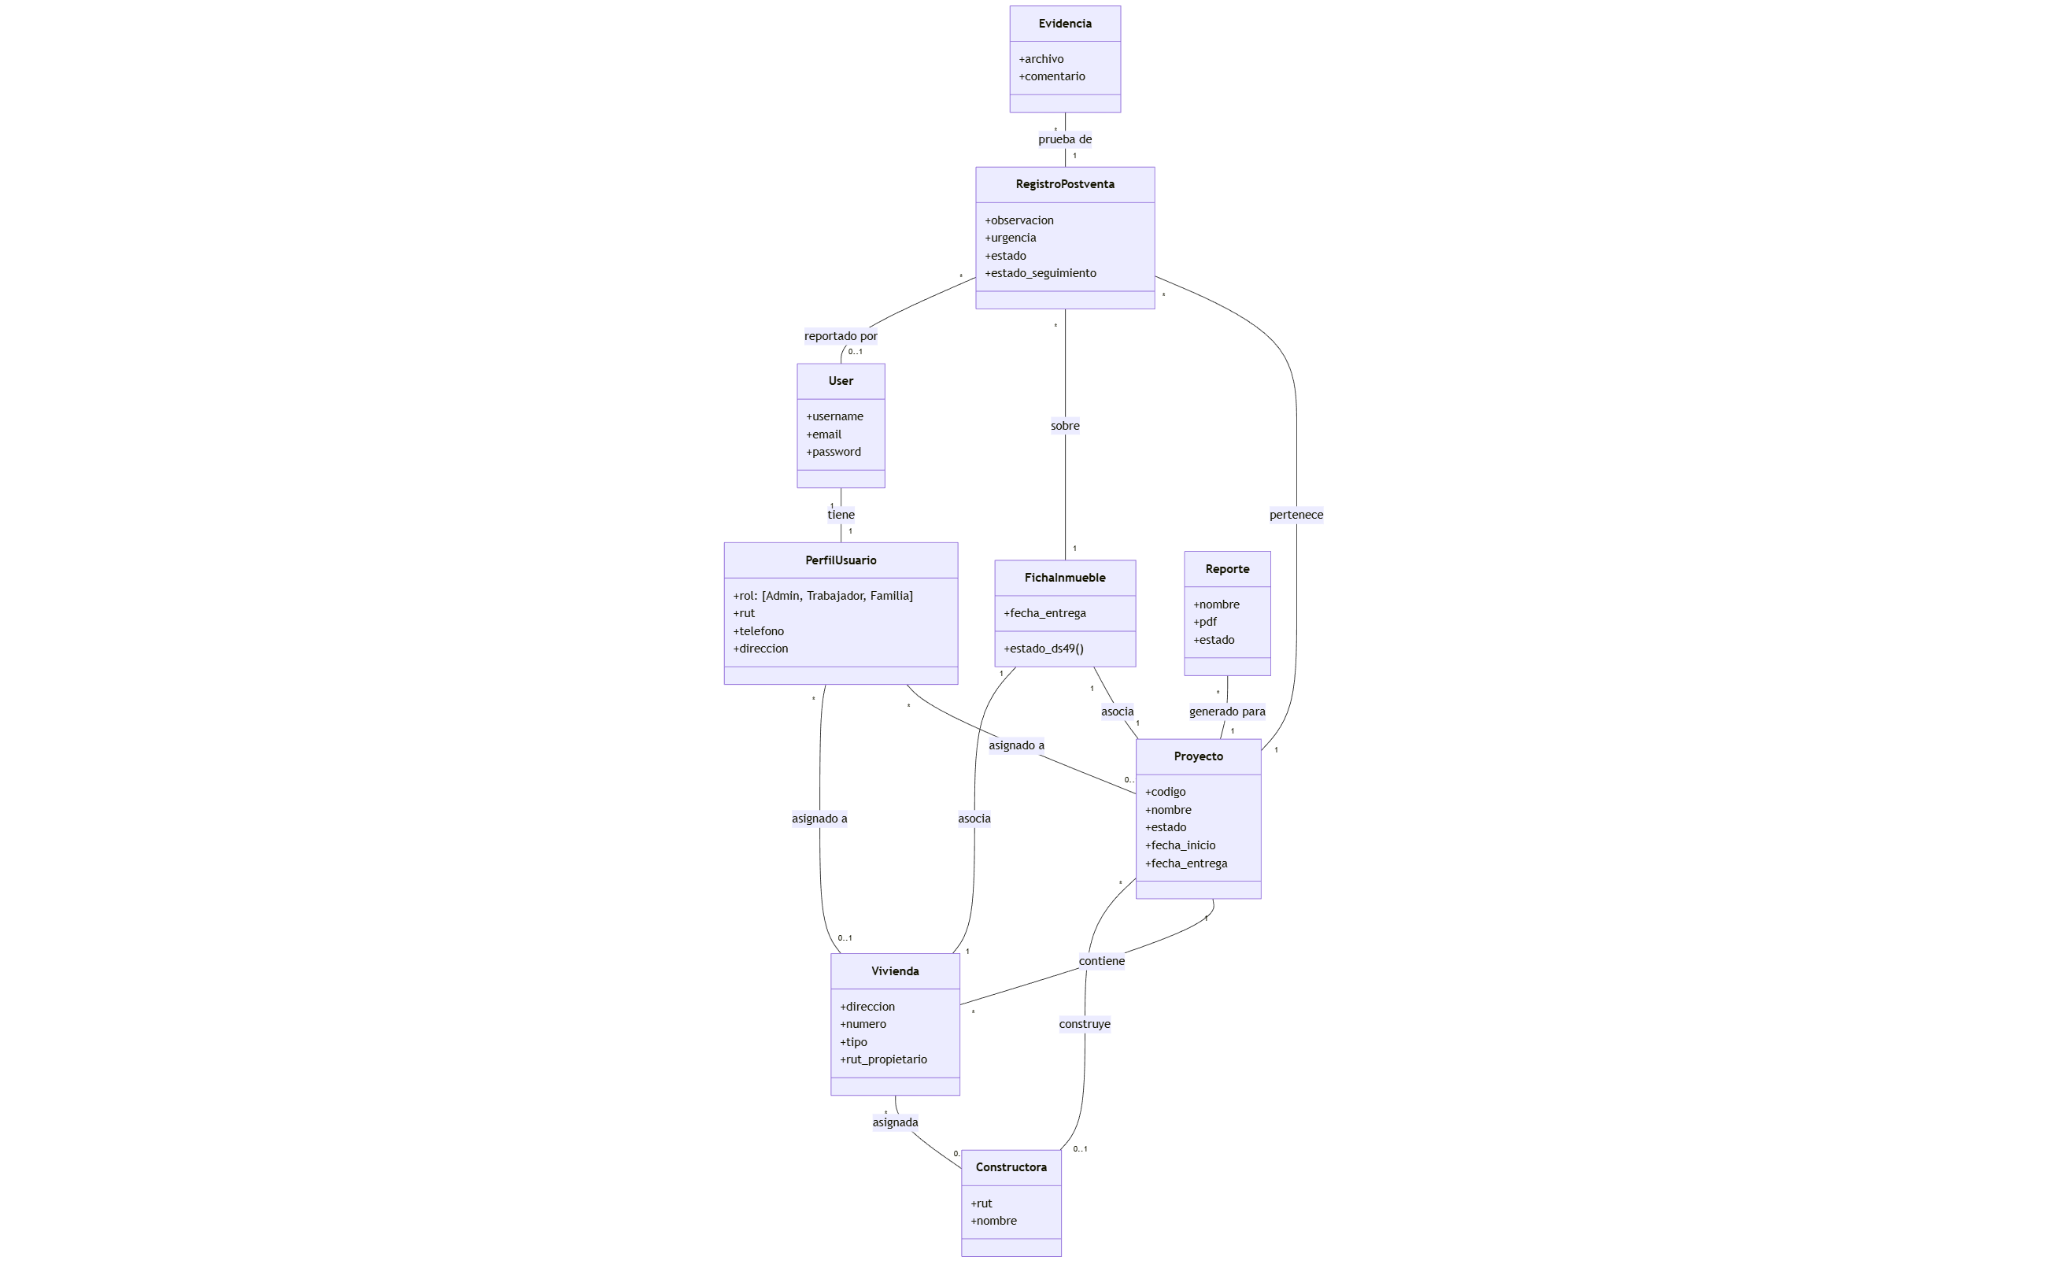 Evidencia
+archivo
+comentario
*
prueba de
1
RegistroPostventa
+observacion
+urgencia
+estado
+estado_seguimiento
*
*
*
reportado por
0..1
User
+username
+email
+password
sobre
1
tiene
1
pertenece
1
PerfilUsuario
+rol: [Admin, Trabajador, Familia]
+rut
+telefono
+direccion
FichaInmueble
+fecha_entrega
+estado_ds49()
Reporte
+nombre
+pdf
+estado
*
*
1
1
*
asignado a
asocia
1
generado para
1
1
Proyecto
+codigo
+nombre
+estado
+fecha_inicio
+fecha_entrega
0..
asignado a
asocia
*
1
0..1
1
contiene
Vivienda
+direccion
+numero
+tipo
+rut_propietario
*
construye
*
asignada
0.
0..1
Constructora
+rut
+nombre